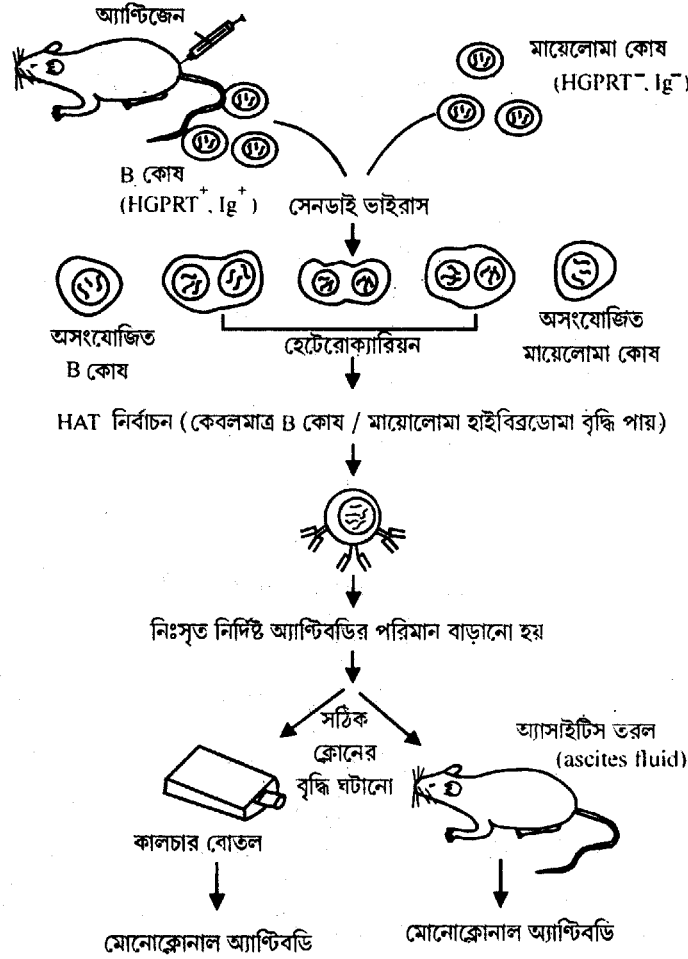 অ্যান্টিজেন
মায়েলোমা কোষ
(HGPRT⁻, Ig⁻)
B কোষ
(HGPRT⁺, Ig⁺)
সেনডাই ভাইরাস
অসংযোজিত
B কোষ
হেটেরোক্যারিয়ন
অসংযোজিত
মায়েলোমা কোষ
HAT নির্বাচন (কেবলমাত্র B কোষ / মায়োলোমা হাইবিব্রডোমা বৃদ্ধি পায়)
নিঃসৃত নির্দিষ্ট অ্যান্টিবডির পরিমান বাড়ানো হয়
সঠিক
ক্লোনের
বৃদ্ধি ঘটানো
অ্যাসাইটিস তরল
(ascites fluid)
কালচার বোতল
মোনোক্লোনাল অ্যান্টিবডি
মোনোক্লোনাল অ্যান্টিবডি